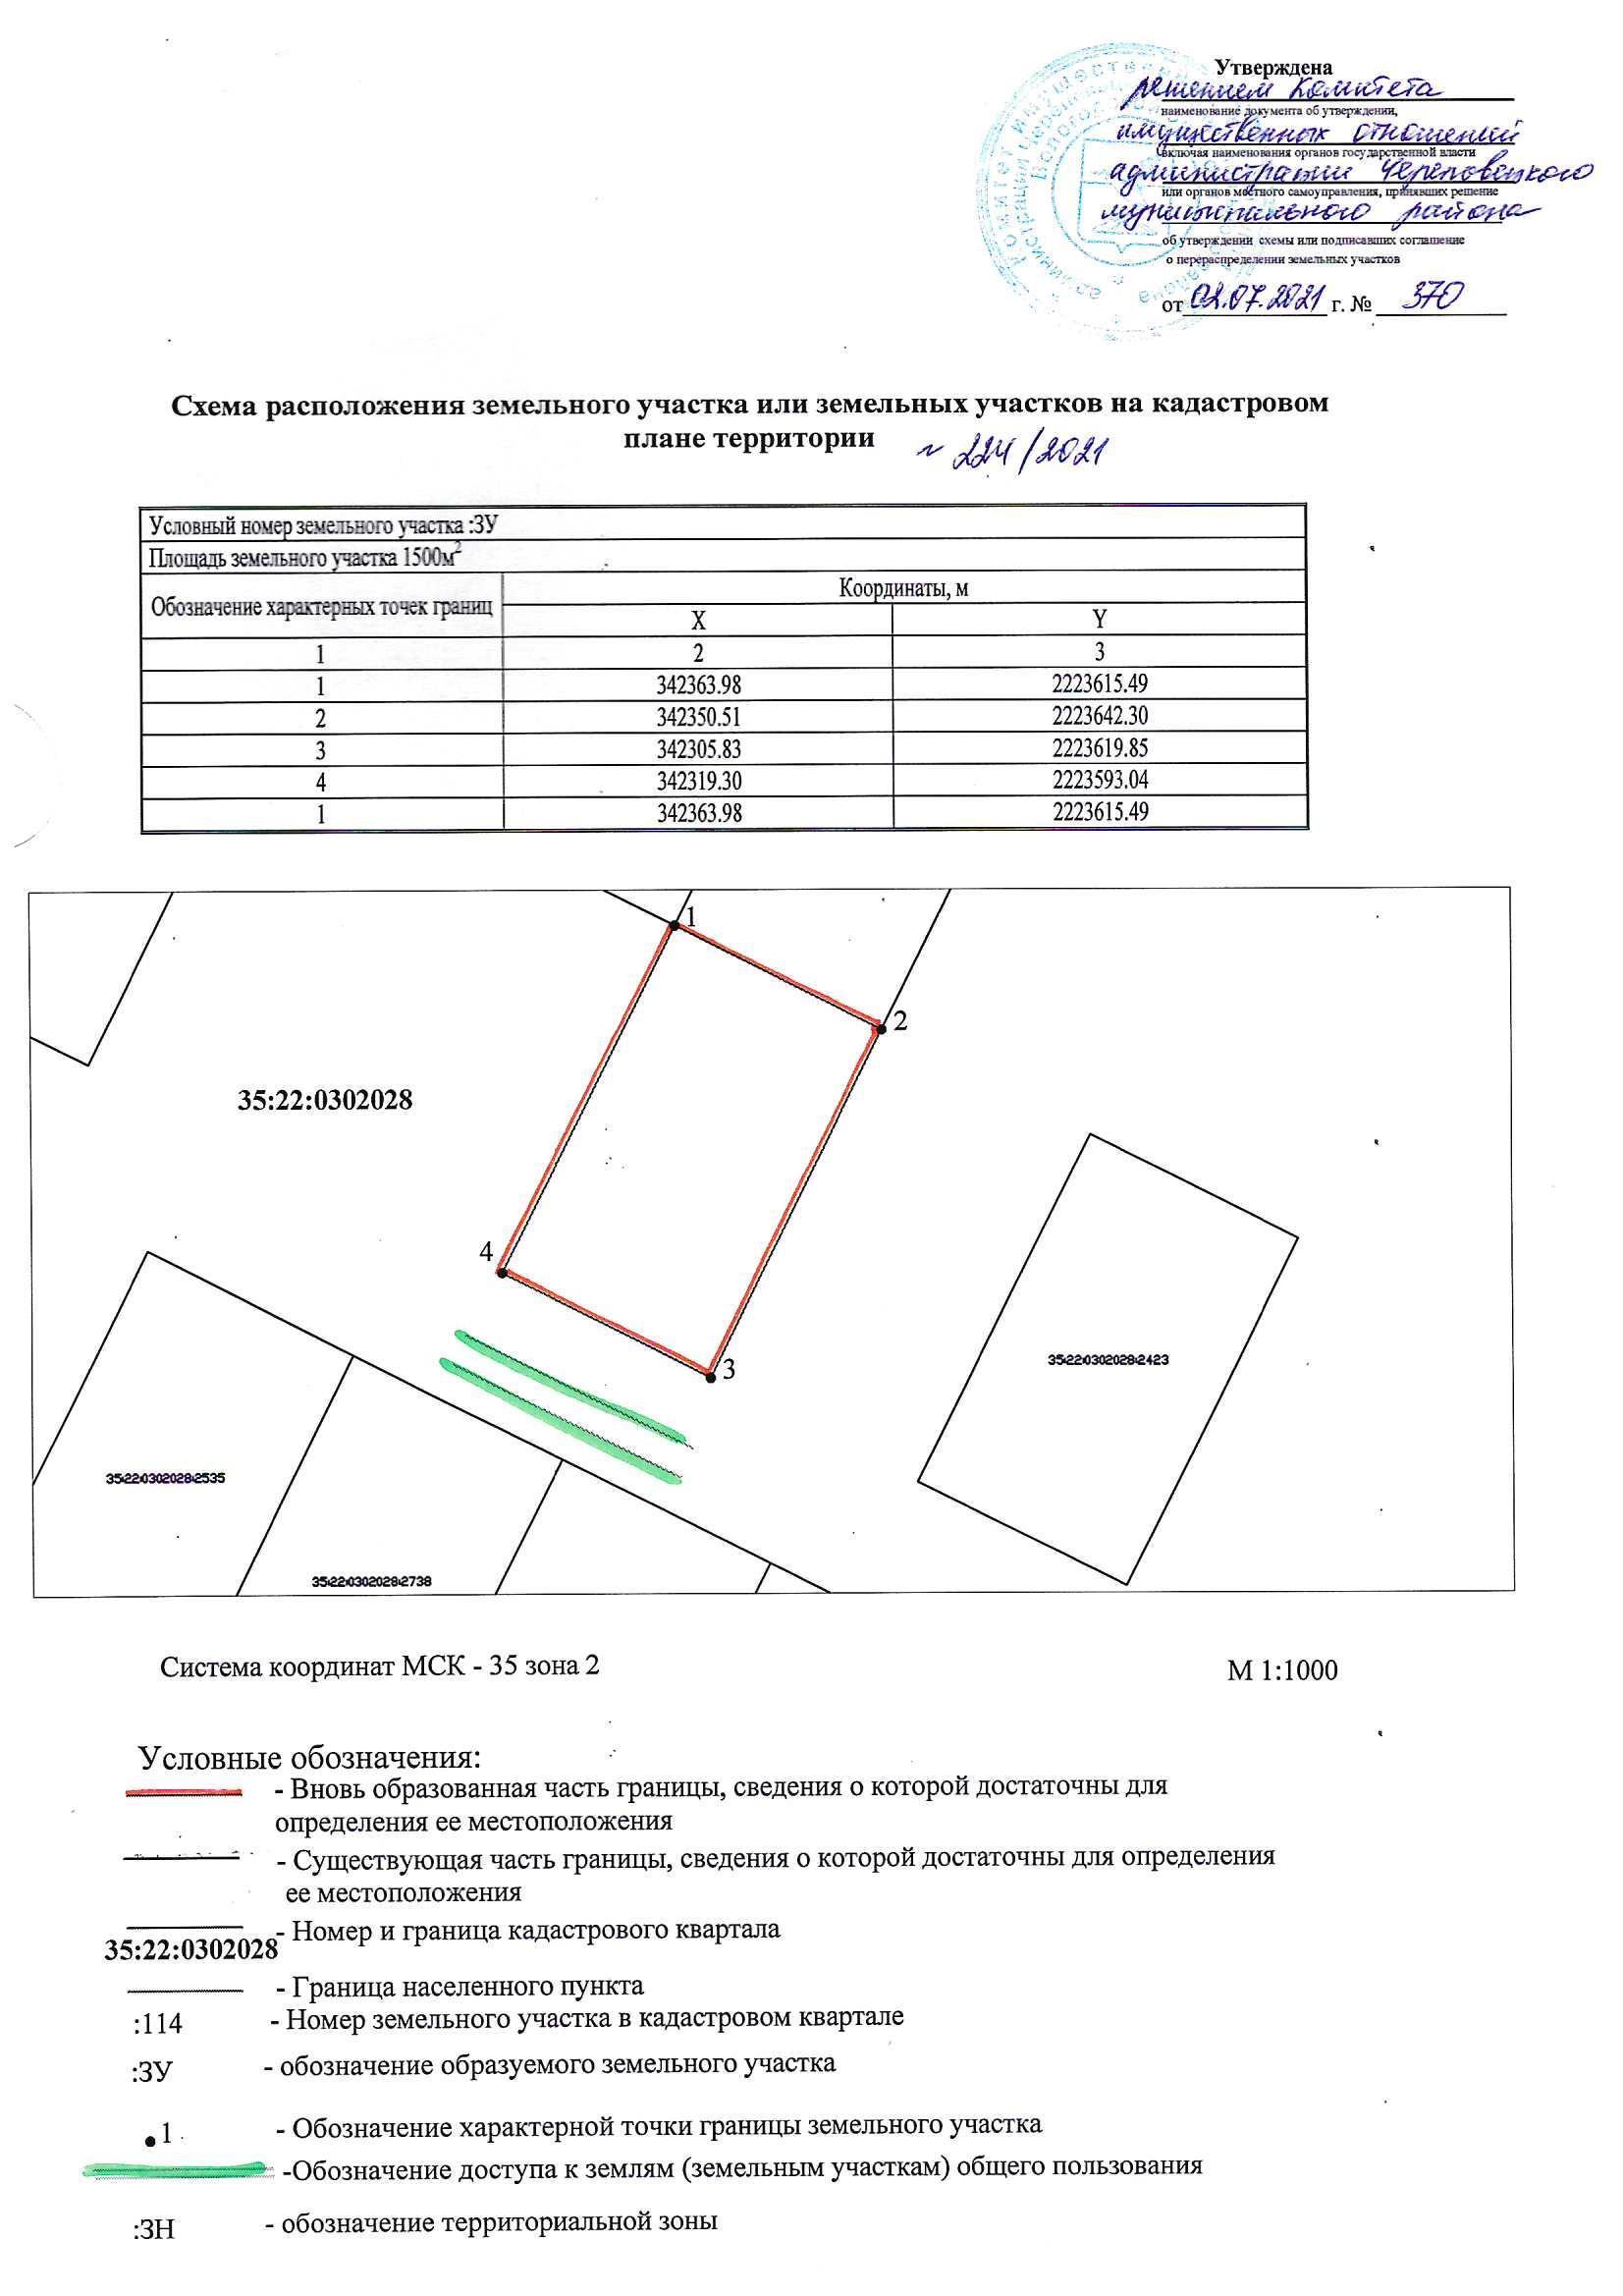 Утверждена
решением Комитета
наименование документа об утверждении,
имущественных отношений
включая наименования органов государственной власти
администрации Череповецкого
или органов местного самоуправления, принявших решение
муниципального района
об утверждении схемы или подписавших соглашение
о перераспределении земельных участков
от 02.07.2021 г. № 370
Схема расположения земельного участка или земельных участков на кадастровом
плане территории № 224/2021
Условный номер земельного участка :ЗУ
Площадь земельного участка 1500м²
Обозначение характерных точек границ Координаты, м
X Y
1 2 3
1 342363.98 2223615.49
2 342350.51 2223642.30
3 342305.83 2223619.85
4 342319.30 2223593.04
1 342363.98 2223615.49
1
2
35:22:0302028
4
3
35:22:0302028:2423
35:22:0302028:2535
35:22:0302028:2738
Система координат МСК - 35 зона 2
М 1:1000
Условные обозначения:
- Вновь образованная часть границы, сведения о которой достаточны для
определения ее местоположения
- Существующая часть границы, сведения о которой достаточны для определения
ее местоположения
- Номер и граница кадастрового квартала
35:22:0302028
- Граница населенного пункта
:114 - Номер земельного участка в кадастровом квартале
:ЗУ - обозначение образуемого земельного участка
.1 - Обозначение характерной точки границы земельного участка
-Обозначение доступа к землям (земельным участкам) общего пользования
:ЗН - обозначение территориальной зоны